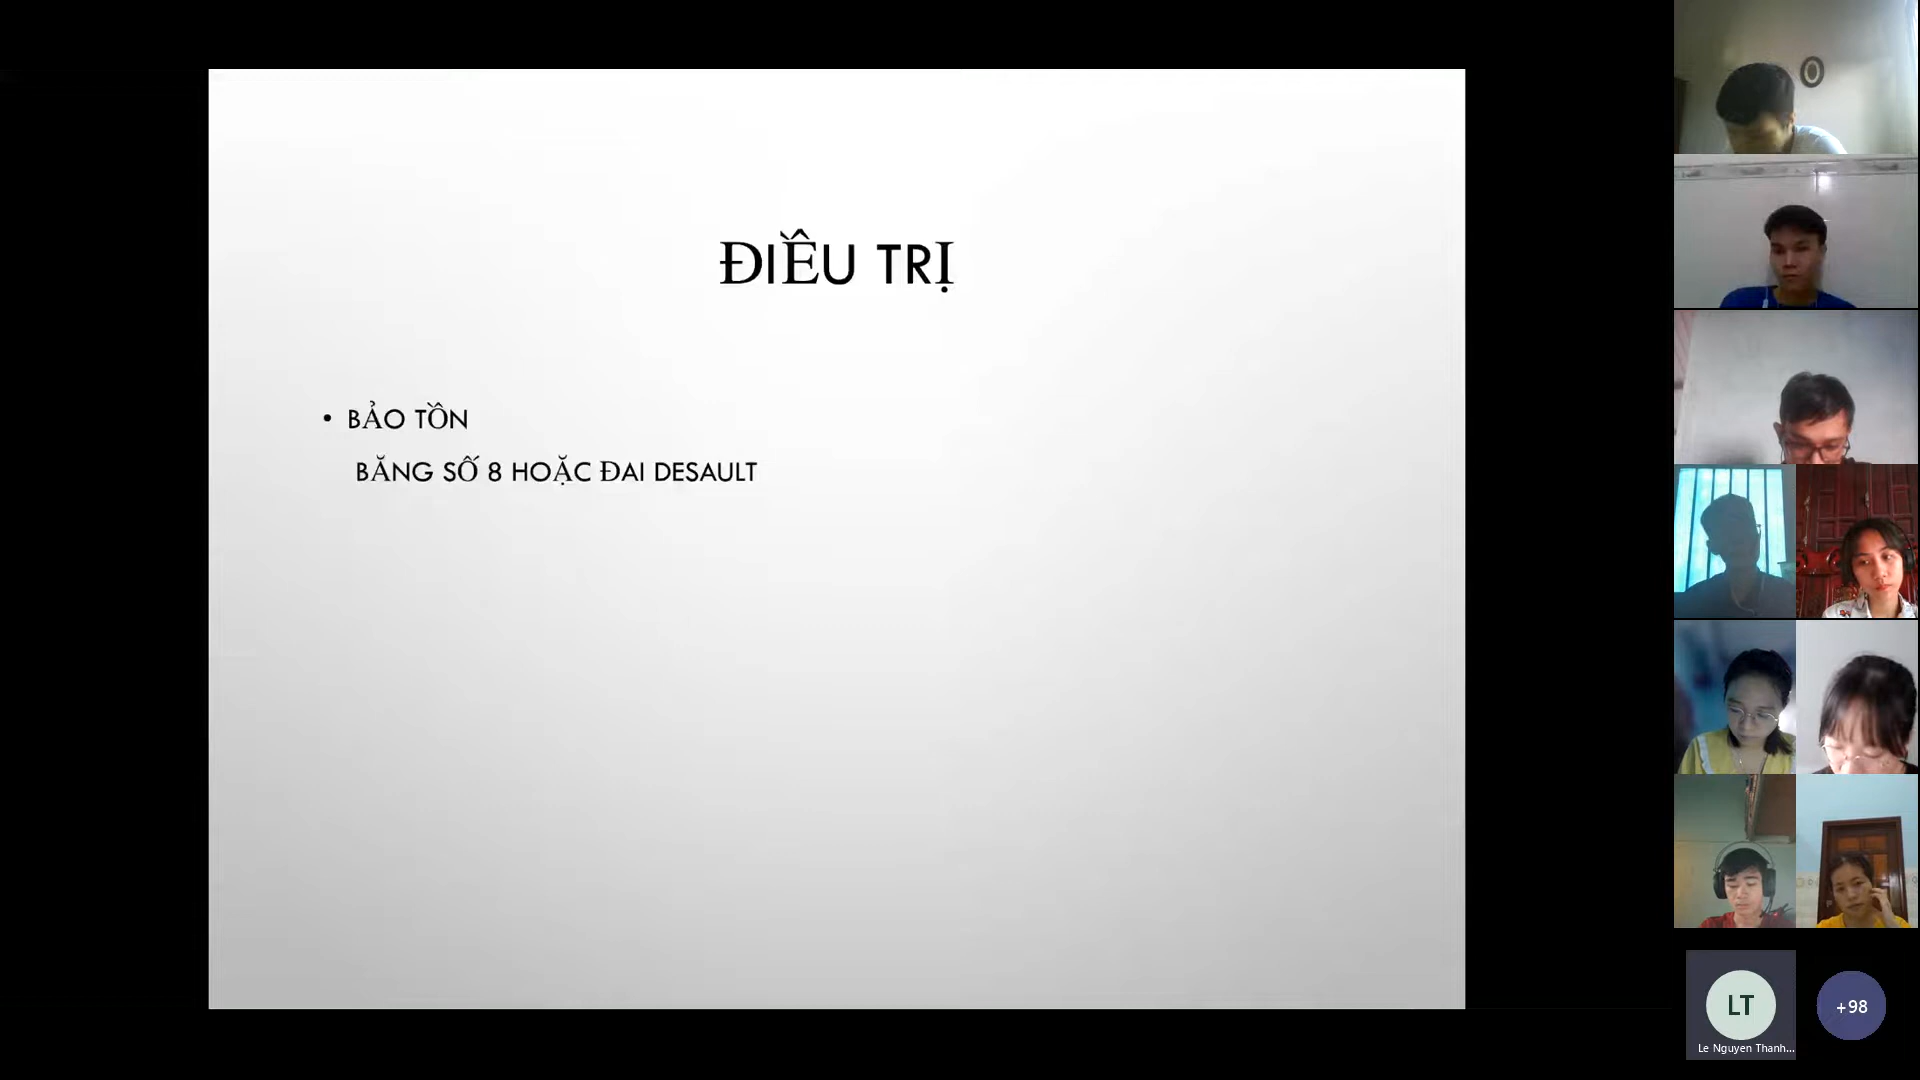 ĐIỀU TRỊ
• BẢO TỒN
BĂNG SỐ 8 HOẶC ĐAI DESAULT
LT
+98
Le Nguyen Thanh...